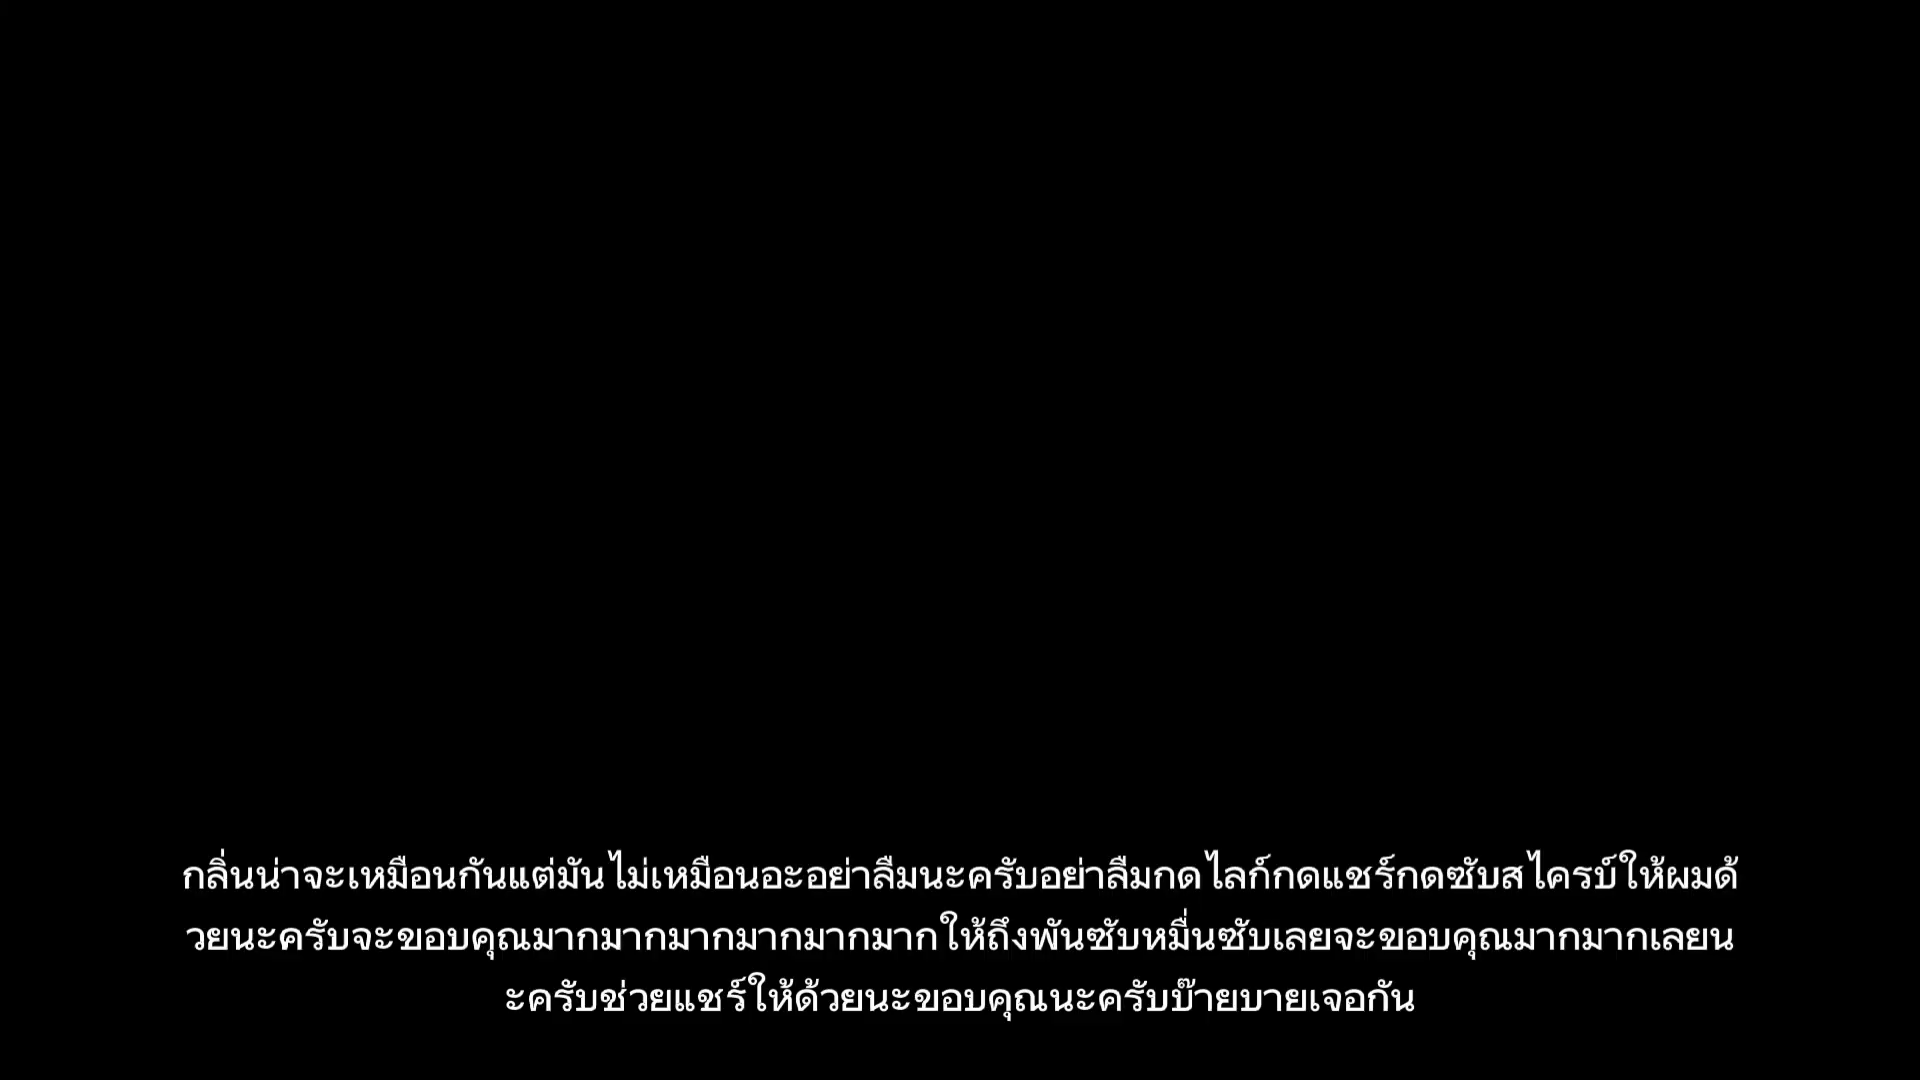 กลิ่นน่าจะเหมือนกันแต่มันไม่เหมือนอะอย่าลืมนะครับอย่าลืมกดไลก์กดแชร์กดซับสไครบ์ให้ผมด้
วยนะครับจะขอบคุณมากมากมากมากมากมากให้ถึงพันซับหมื่นซับเลยจะขอบคุณมากมากเลยน
ะครับช่วยแชร์ให้ด้วยนะขอบคุณนะครับบ๊ายบายเจอกัน